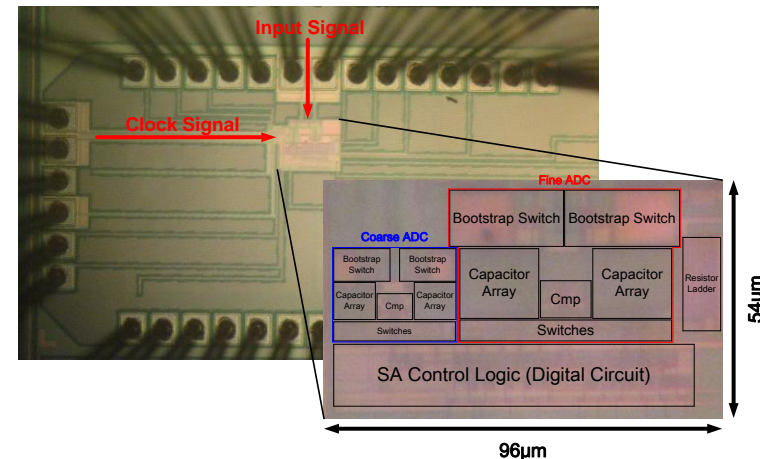 Input Signal
Clock Signal
Fine ADC
Bootstrap Switch
Bootstrap Switch
Coarse ADC
Bootstrap
Switch
Bootstrap
Switch
Capacitor
Array
Capacitor
Array
Resistor
Ladder
Capacitor
Array
Cmp
Capacitor
Array
Cmp
Switches
Switches
SA Control Logic (Digital Circuit)
54μm
96μm